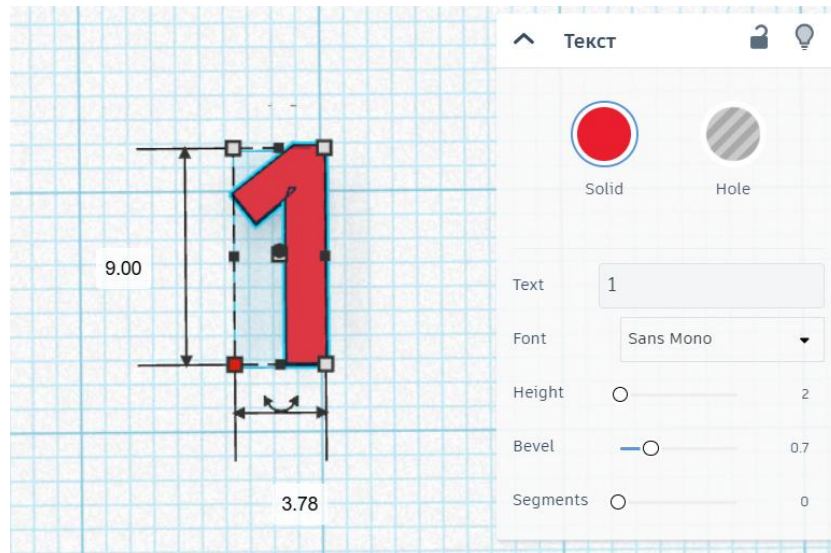 Текст
Solid Hole
9.00
Text 1
Font Sans Mono
Height 2
Bevel 0.7
Segments 0
3.78
1